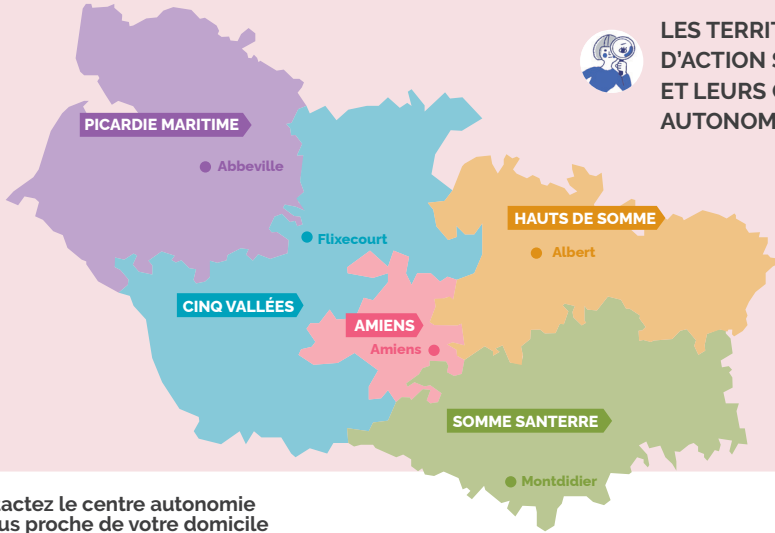 LES TERRIT
D’ACTION S
ET LEURS
AUTONOM
PICARDIE MARITIME
Abbeville
HAUTS DE SOMME
Flixecourt
Albert
CINQ VALLÉES
AMIENS
Amiens
SOMME SANTERRE
Montdidier
actez le centre autonomie
us proche de votre domicile